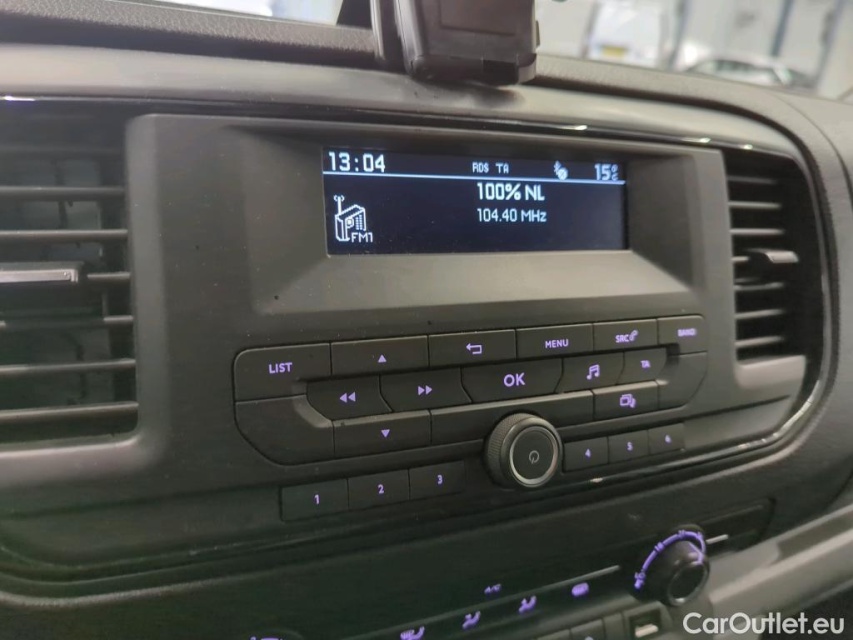 13:04 RDS TA 15°C
100% NL
104.40 MHz
FM1
LIST MENU SRC BAND
OK TA
1 2 3 4 5 6
A/C
CarOutlet.eu